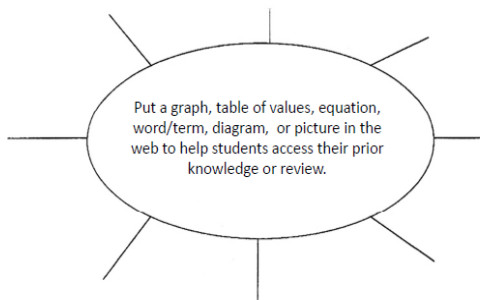 Put a graph, table of values, equation,
word/term, diagram, or picture in the
web to help students access their prior
knowledge or review.